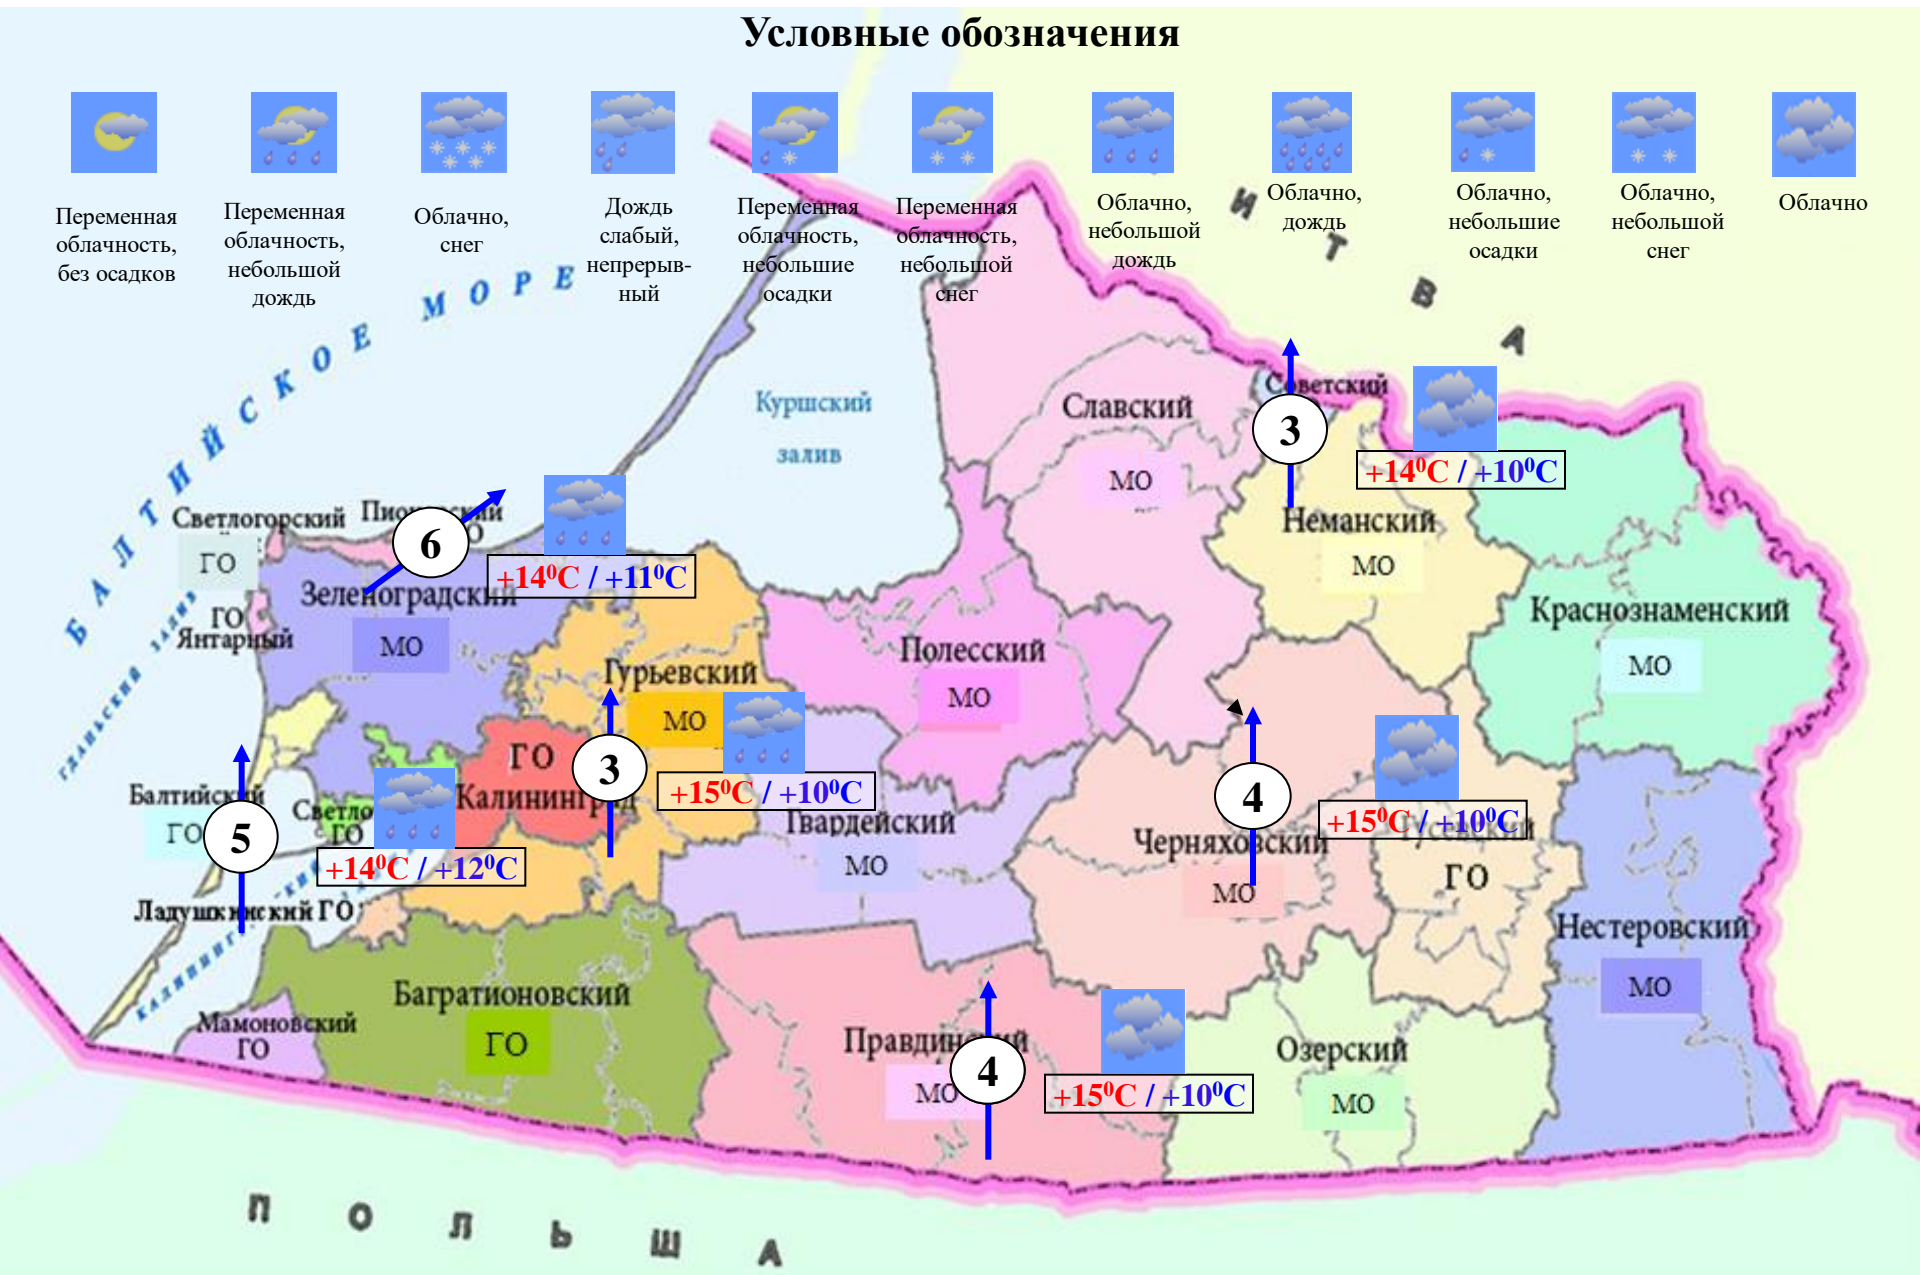 Условные обозначения
Переменная
облачность,
без осадков
Переменная
облачность,
небольшой
дождь
Облачно,
снег
Дождь
слабый,
непрерыв-
ный
Переменная
облачность,
небольшие
осадки
Переменная
облачность,
небольшой
снег
Облачно,
небольшой
дождь
Облачно,
дождь
Облачно,
небольшие
осадки
Облачно,
небольшой
снег
Облачно
И Т В А
БАЛТИЙСКОЕ МОРЕ
Куршский
залив
Славский
МО
Советский
3
+14⁰C / +10⁰C
Неманский
МО
Светлогорский
ГО
6
+14⁰C / +11⁰C
Зеленоградский
МО
ГО
Янтарный
Краснознаменский
МО
Полесский
МО
Гурьевский
МО
3
+15⁰C / +10⁰C
ГО
Калининград
Балтийский
ГО
5
Светло
ГО
+14⁰C / +12⁰C
Гвардейский
МО
4
+15⁰C / +10⁰C
Черняховский
МО
Гусевский
ГО
Ладушкинский ГО
Нестеровский
МО
Багратионовский
ГО
Мамоновский
ГО
Правдинский
МО
4
+15⁰C / +10⁰C
Озерский
МО
ПОЛЬША